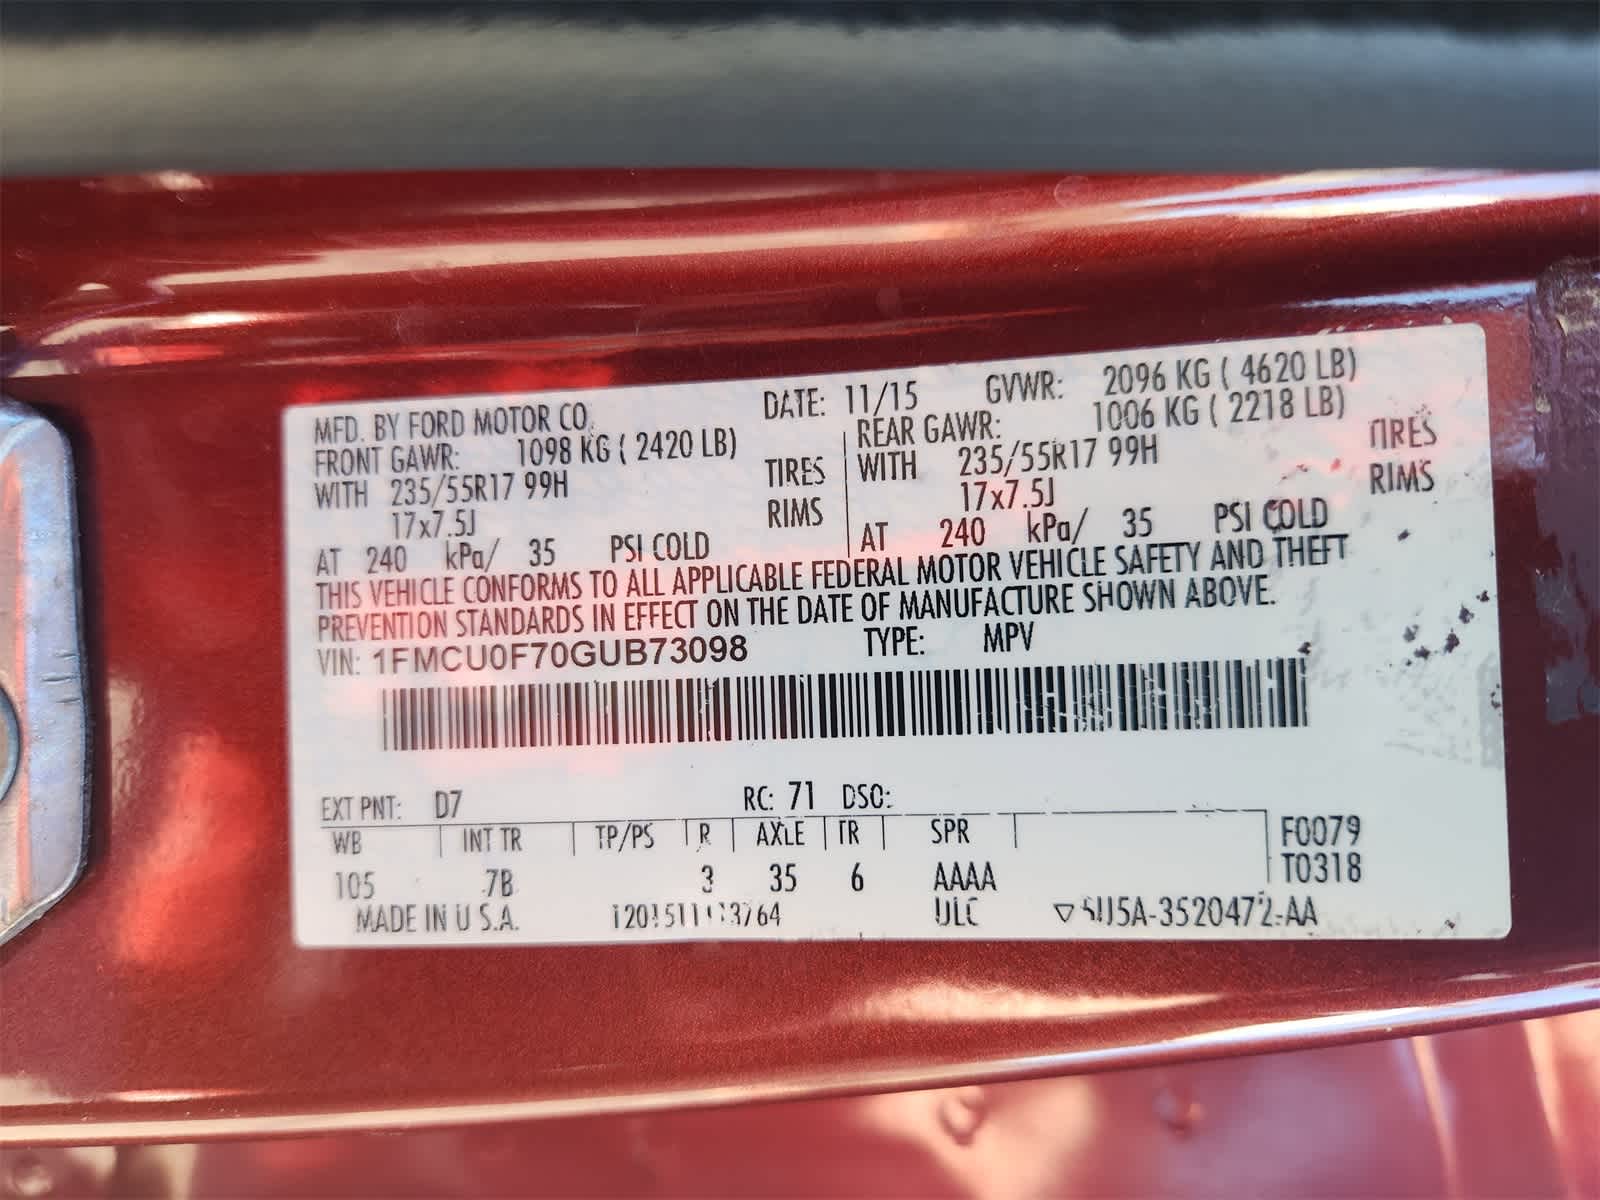 MFD. BY FORD MOTOR CO. DATE: 11/15 GVWR: 2096 KG ( 4620 LB)
FRONT GAWR: 1098 KG ( 2420 LB) REAR GAWR: 1006 KG ( 2218 LB)
WITH 235/55R17 99H TIRES WITH 235/55R17 99H TIRES
17x7.5J RIMS 17x7.5J RIMS
AT 240 kPa/ 35 PSI COLD AT 240 kPa/ 35 PSI COLD
THIS VEHICLE CONFORMS TO ALL APPLICABLE FEDERAL MOTOR VEHICLE SAFETY AND THEFT
PREVENTION STANDARDS IN EFFECT ON THE DATE OF MANUFACTURE SHOWN ABOVE.
VIN: 1FMCU0F70GUB73098 TYPE: MPV
EXT PNT: D7 RC: 71 DSO:
WB INT TR TP/PS R AXLE TR SPR F0079
105 7B 3 35 6 AAAA T0318
MADE IN U.S.A.